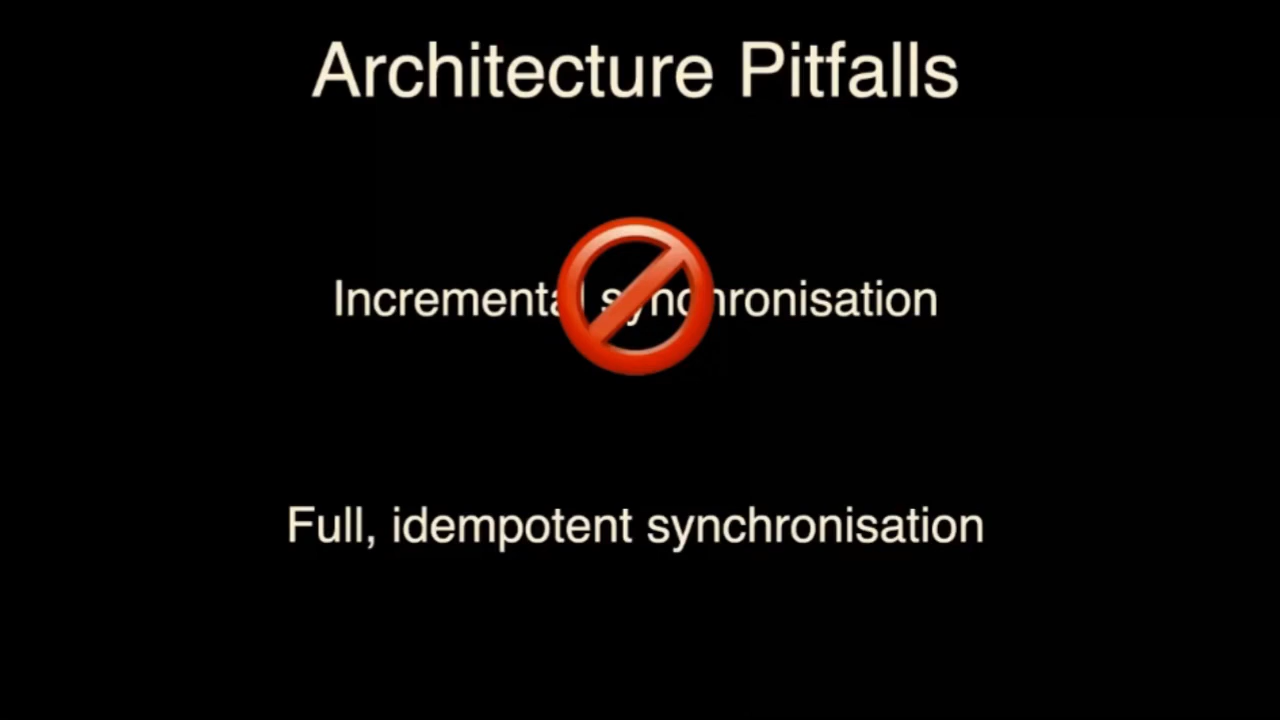 Architecture Pitfalls
Incremental synchronisation
Full, idempotent synchronisation